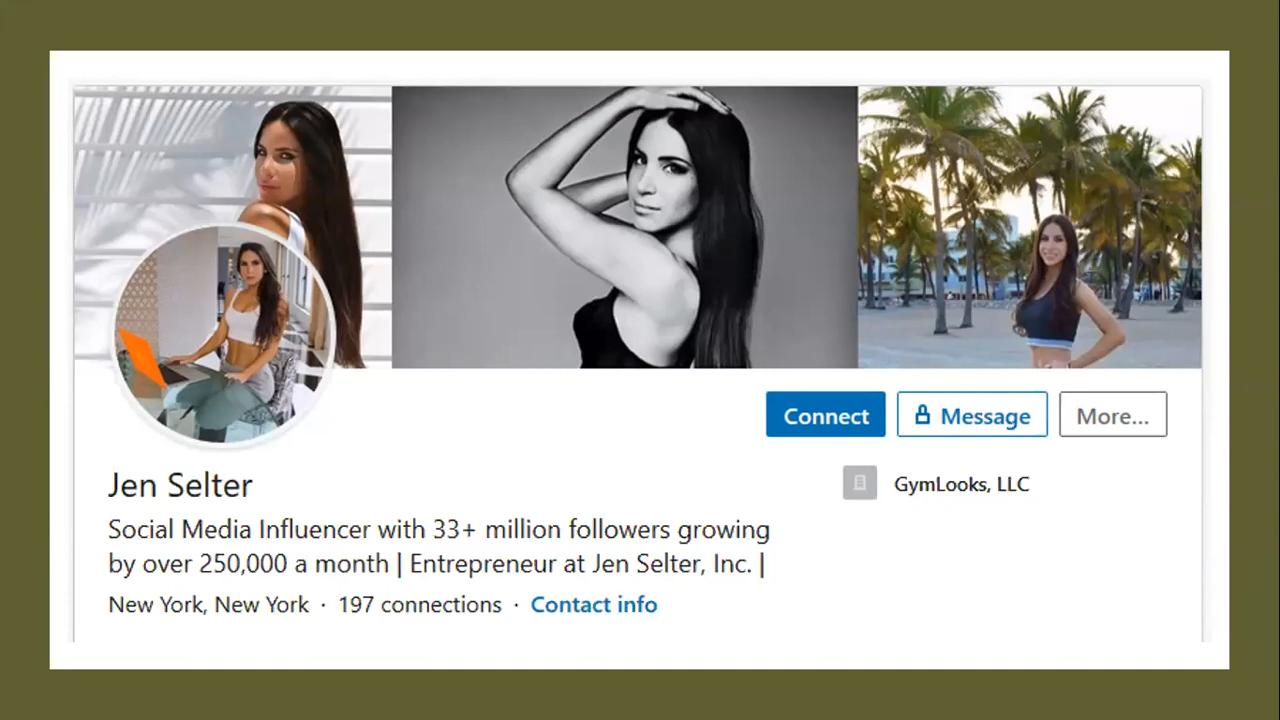 Connect
Message
More...
Jen Selter
GymLooks, LLC
Social Media Influencer with 33+ million followers growing
by over 250,000 a month | Entrepreneur at Jen Selter, Inc. |
New York, New York · 197 connections · Contact info